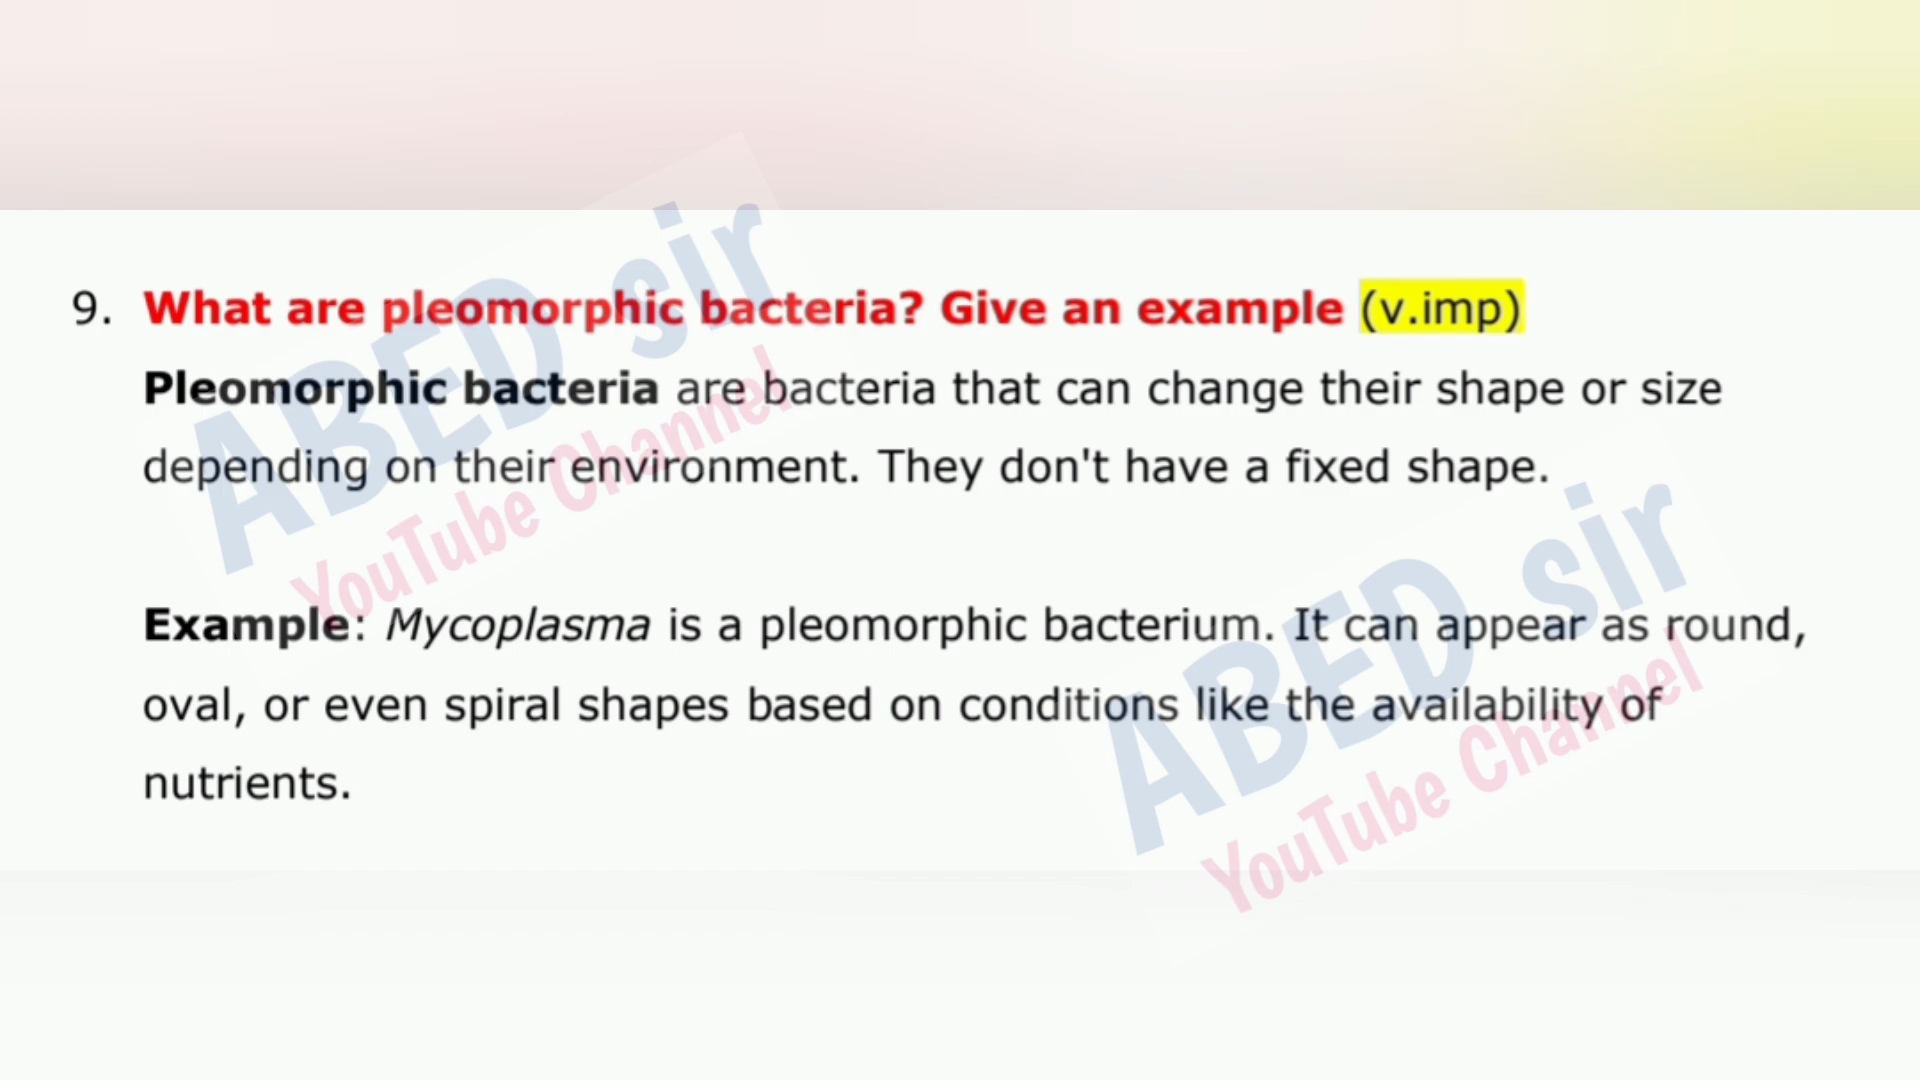 9. What are pleomorphic bacteria? Give an example (v.imp)
Pleomorphic bacteria are bacteria that can change their shape or size
depending on their environment. They don't have a fixed shape.
Example: Mycoplasma is a pleomorphic bacterium. It can appear as round,
oval, or even spiral shapes based on conditions like the availability of
nutrients.
ABED sir
YouTube Channel
ABED sir
YouTube Channel